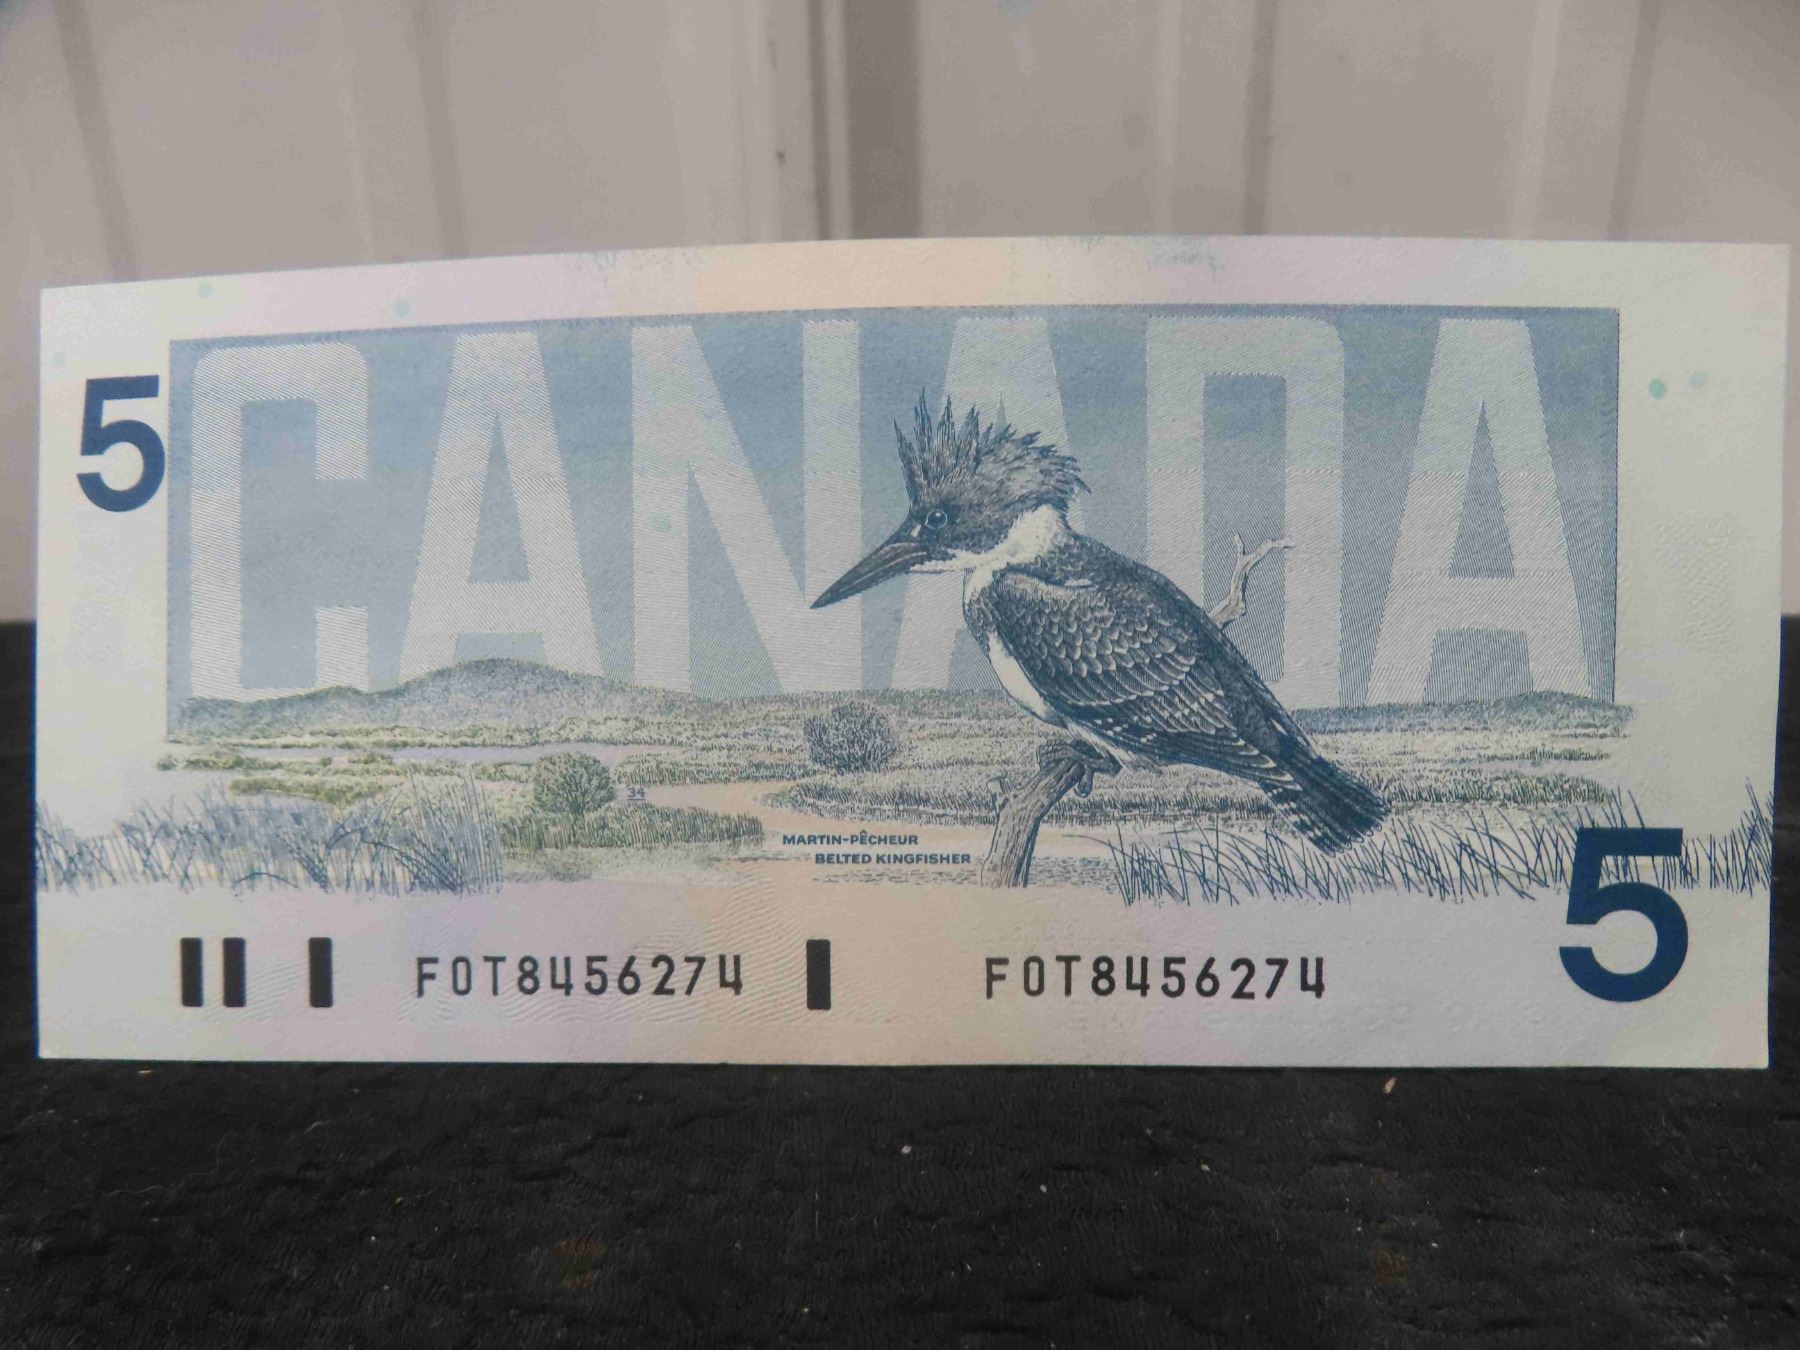 CANADA
5
34
MARTIN-PÊCHEUR
BELTED KINGFISHER
5
FOT8456274 FOT8456274